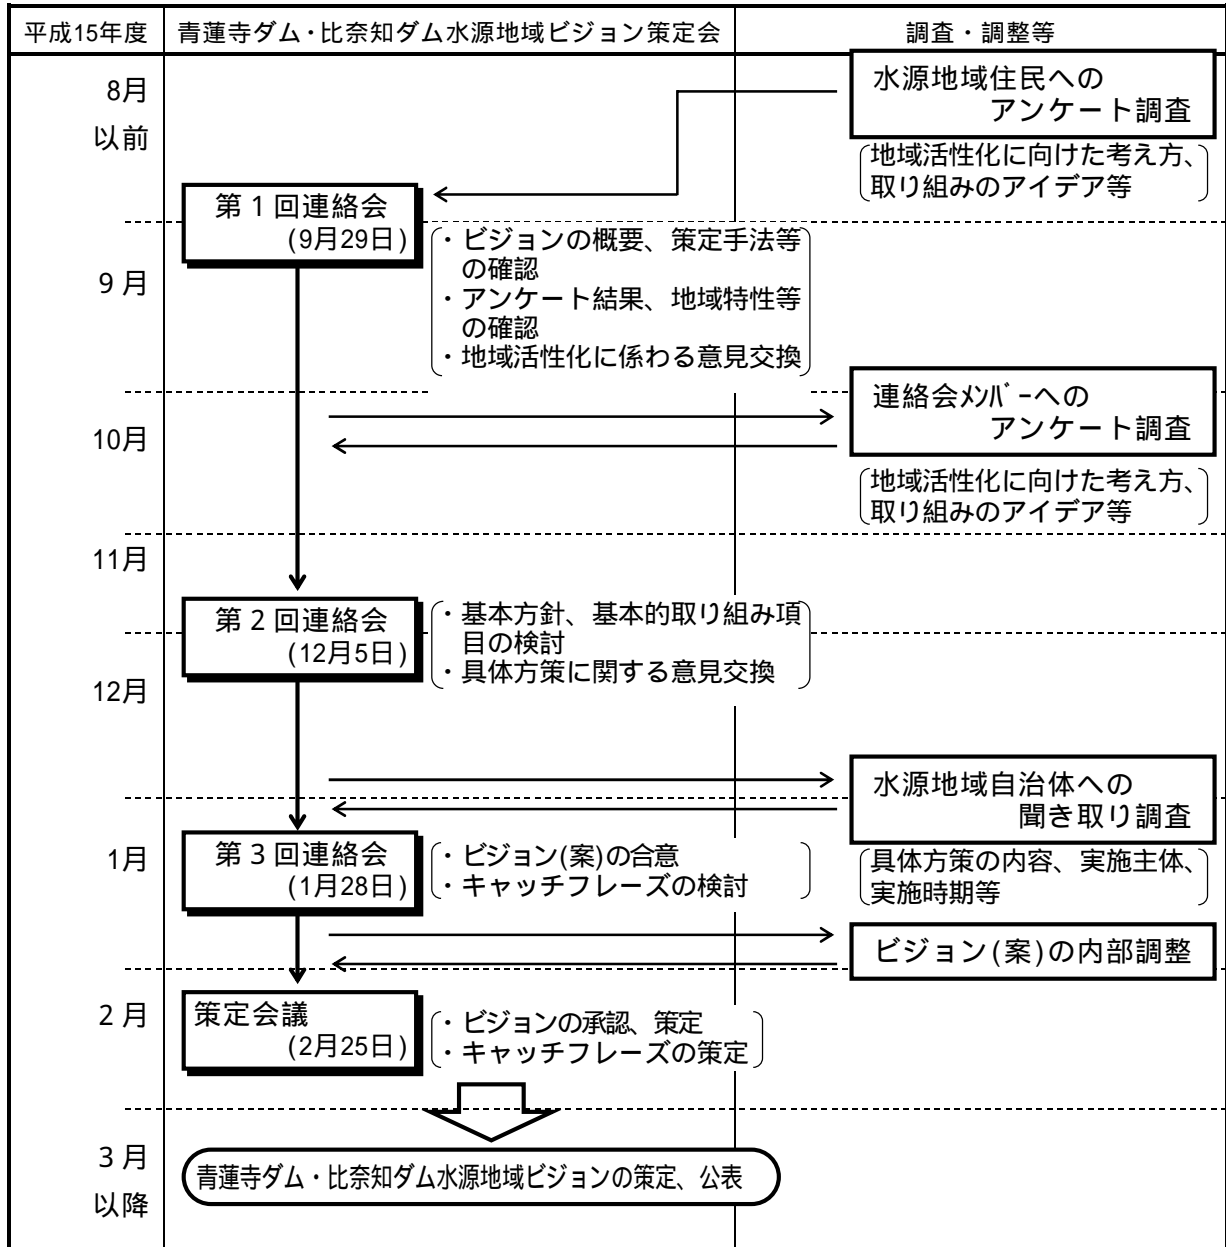 平成15年度
青蓮寺ダム・比奈知ダム水源地域ビジョン策定会
調査・調整等
8月
以前
水源地域住民への
アンケート調査
地域活性化に向けた考え方、
取り組みのアイデア等
第1回連絡会
(9月29日)
・ビジョンの概要、策定手法等
の確認
・アンケート結果、地域特性等
の確認
・地域活性化に係わる意見交換
9月
連絡会ﾒﾝﾊﾞｰへの
アンケート調査
10月
地域活性化に向けた考え方、
取り組みのアイデア等
11月
第2回連絡会
(12月5日)
・基本方針、基本的取り組み項
目の検討
・具体方策に関する意見交換
12月
水源地域自治体への
聞き取り調査
1月
第3回連絡会
(1月28日)
・ビジョン(案)の合意
・キャッチフレーズの検討
具体方策の内容、実施主体、
実施時期等
ビジョン(案)の内部調整
2月
策定会議
(2月25日)
・ビジョンの承認、策定
・キャッチフレーズの策定
3月
以降
青蓮寺ダム・比奈知ダム水源地域ビジョンの策定、公表